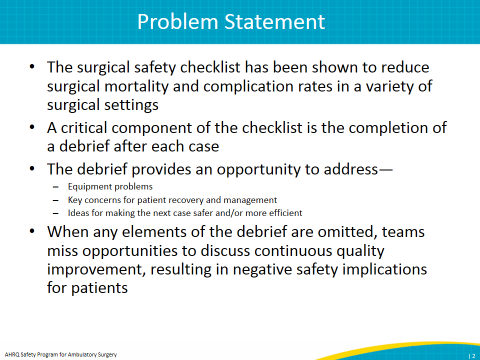 Problem Statement
• The surgical safety checklist has been shown to reduce
surgical mortality and complication rates in a variety of
surgical settings
• A critical component of the checklist is the completion of
a debrief after each case
• The debrief provides an opportunity to address—
– Equipment problems
– Key concerns for patient recovery and management
– Ideas for making the next case safer and/or more efficient
• When any elements of the debrief are omitted, teams
miss opportunities to discuss continuous quality
improvement, resulting in negative safety implications
for patients
AHRQ Safety Program for Ambulatory Surgery
| 2